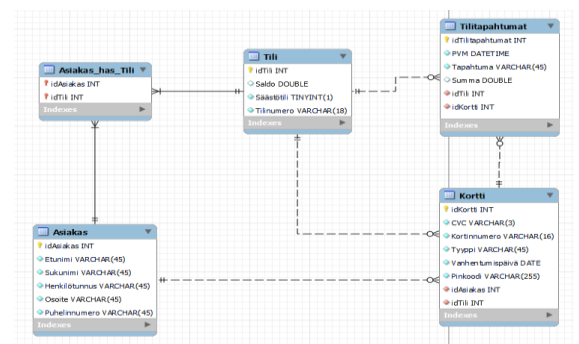 Asiakas_has_Tili
idAsiakas INT
idTili INT
Indexes
Tili
idTili INT
Saldo DOUBLE
Säästötili TINYINT(1)
Tilinumero VARCHAR(18)
Indexes
Tilitapahtumat
idTilitapahtumat INT
PVM DATETIME
Tapahtuma VARCHAR(45)
Summa DOUBLE
idTili INT
idKortti INT
Indexes
Asiakas
idAsiakas INT
Etunimi VARCHAR(45)
Sukunimi VARCHAR(45)
Henkilötunnus VARCHAR(45)
Osoite VARCHAR(45)
Puhelinnumero VARCHAR(45)
Indexes
Kortti
idKortti INT
CVC VARCHAR(3)
Kortinnumero VARCHAR(16)
Tyyppi VARCHAR(45)
Vanhentumispäivä DATE
Pinkoodi VARCHAR(255)
idAsiakas INT
idTili INT
Indexes